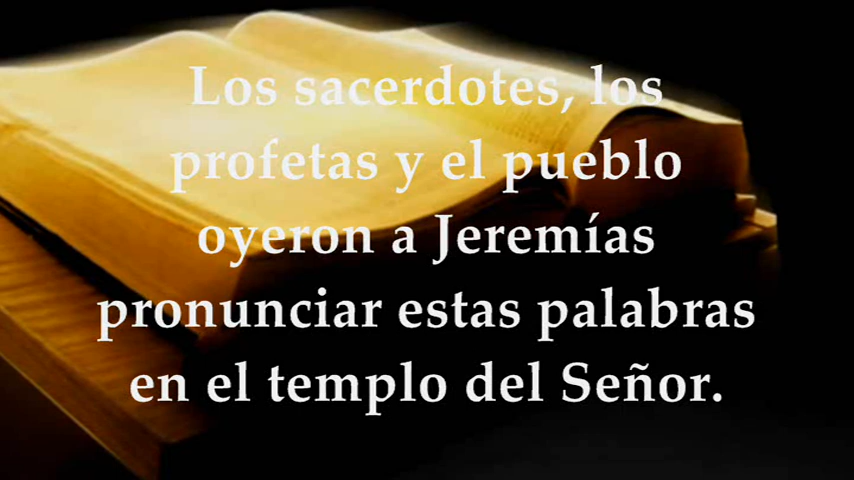 Los sacerdotes, los
profetas y el pueblo
oyeron a Jeremías
pronunciar estas palabras
en el templo del Señor.